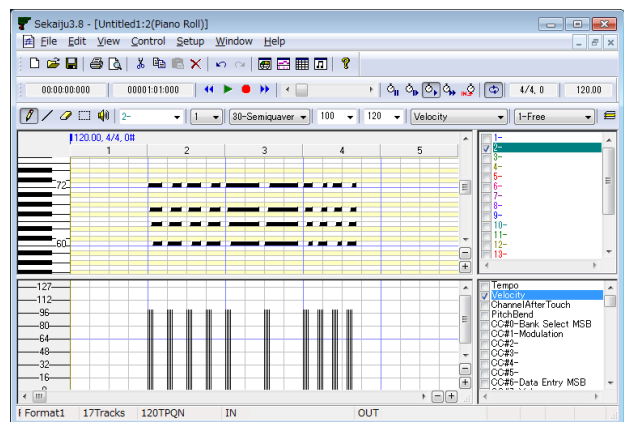 Sekaiju3.8 - [Untitled1:2(Piano Roll)]
File Edit View Control Setup Window Help
00:00:00:000 00001:01:000 4/4, 0 120.00
2- 1 30-Semiquaver 100 120 Velocity 1-Free
120.00, 4/4, 0#
1 2 3 4 5
72
60
1-
2-
3-
4-
5-
6-
7-
8-
9-
10-
11-
12-
13-
127
112
96
80
64
48
32
16
0
Tempo
Velocity
ChannelAfterTouch
PitchBend
CC#0-Bank Select MSB
CC#1-Modulation
CC#2-
CC#3-
CC#4-
CC#5-
CC#6-Data Entry MSB
Format1 17Tracks 120TPQN IN OUT